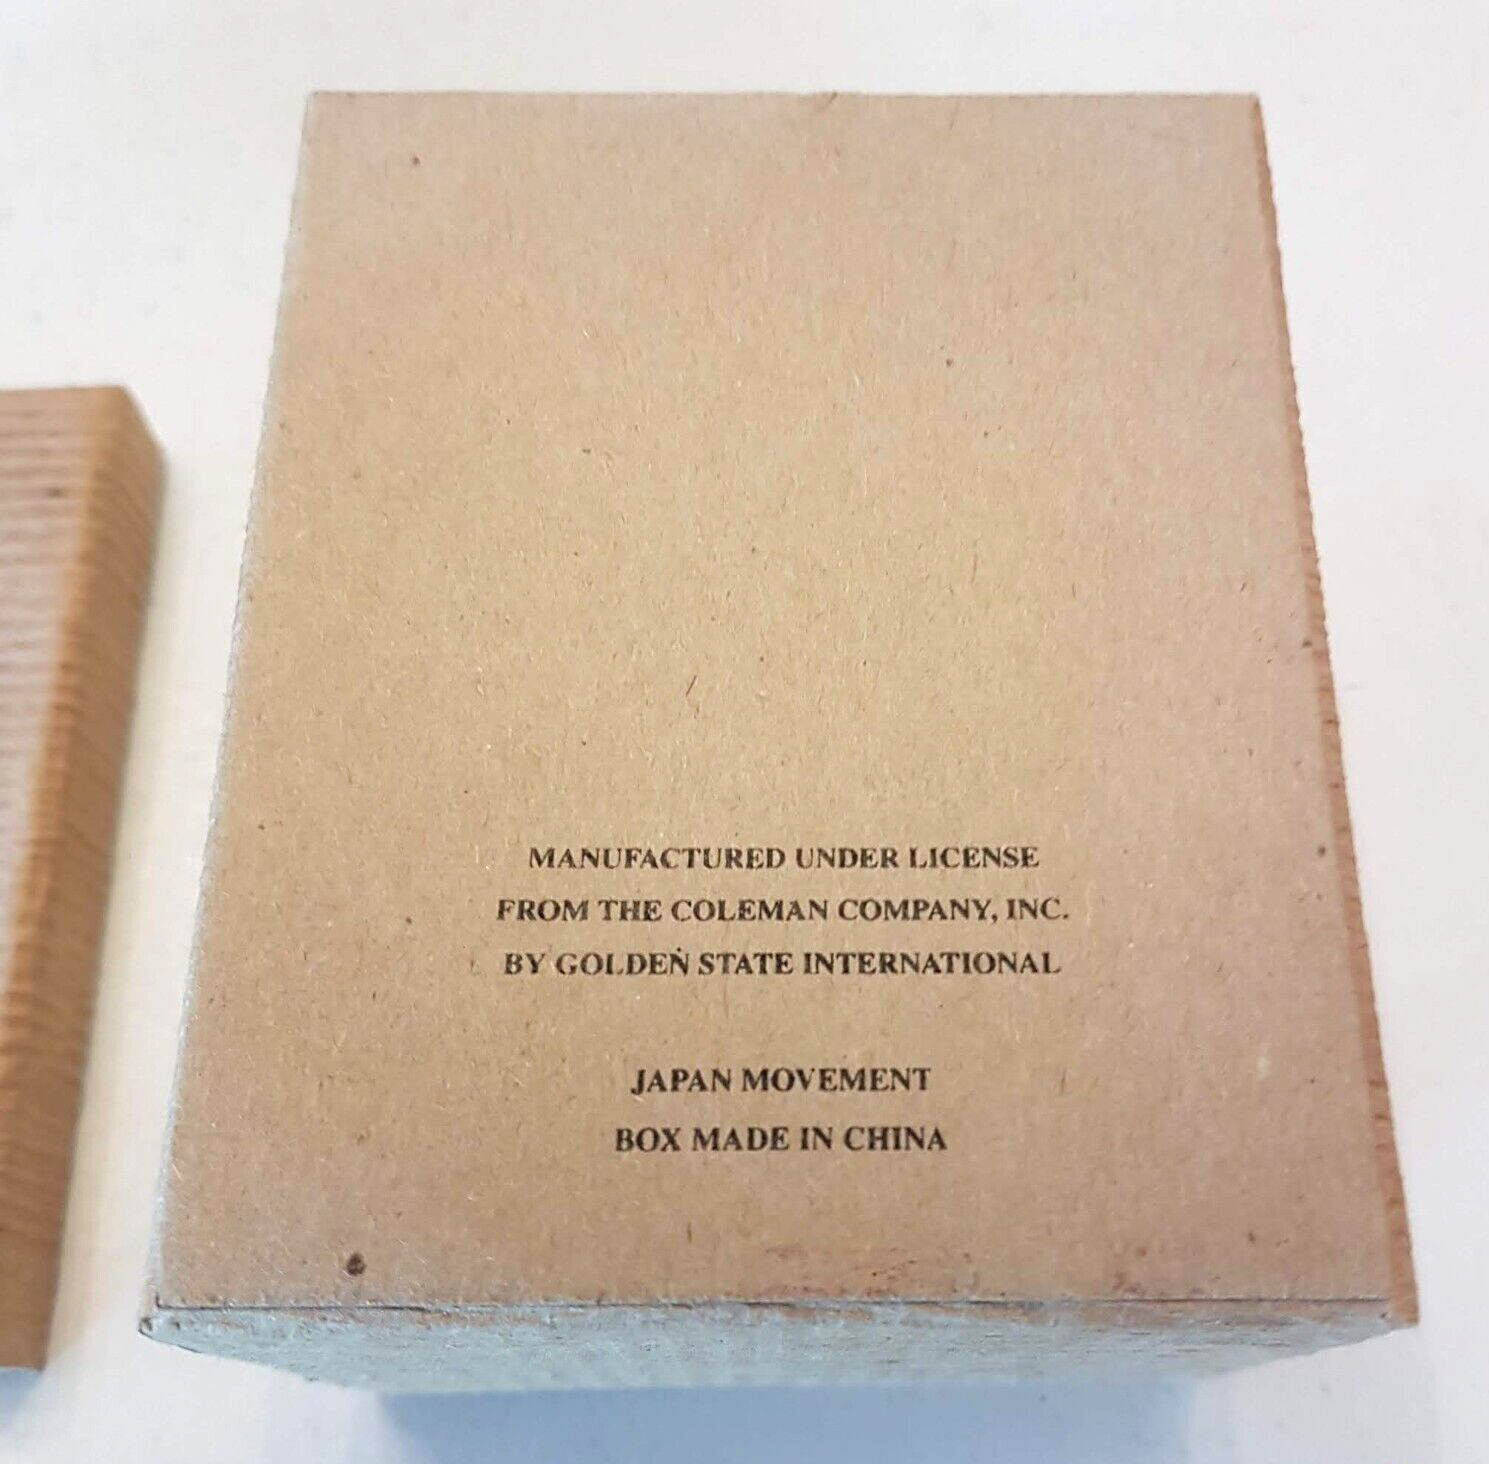 MANUFACTURED UNDER LICENSE
FROM THE COLEMAN COMPANY, INC.
BY GOLDEN STATE INTERNATIONAL
JAPAN MOVEMENT
BOX MADE IN CHINA